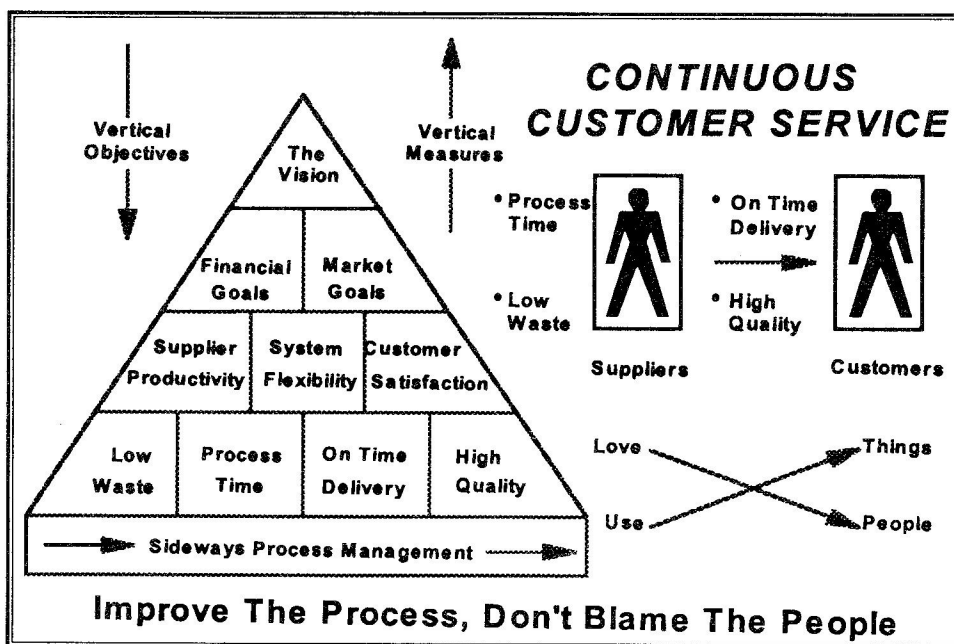 CONTINUOUS
CUSTOMER SERVICE
Vertical
Objectives
Vertical
Measures
The
Vision
Financial
Goals
Market
Goals
Supplier
Productivity
System
Flexibility
Customer
Satisfaction
Low
Waste
Process
Time
On Time
Delivery
High
Quality
Sideways Process Management
• Process
Time
• Low
Waste
Suppliers
• On Time
Delivery
• High
Quality
Customers
Love
Things
Use
People
Improve The Process, Don't Blame The People